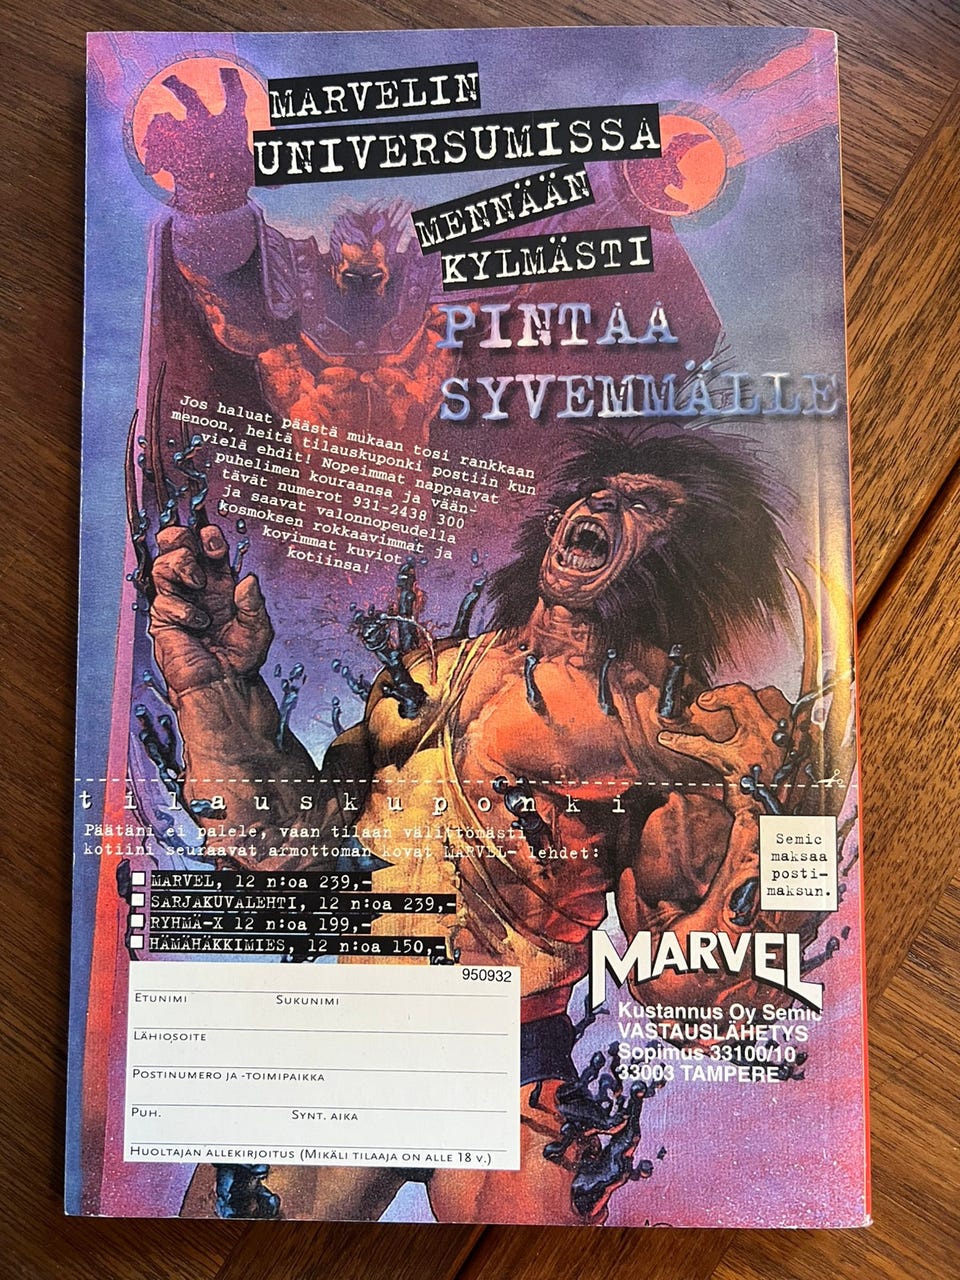 MARVELIN
UNIVERSUMISSA
MENNÄÄN
KYLMÄSTI
PINTAA
SYVEMMÄLLE
Jos haluat päästä mukaan tosi rankkaan
menoon, heitä tilauskuponki postiin kun
vielä ehdit! Nopeimmat nappaavat
puhelimen kouraansa ja vään-
tävät numerot 931-2438 300
ja saavat valonnopeudella
kosmoksen rokkaavimmat ja
kovimmat kuviot
kotiinsa!
tilauskuponki
Päätäni ei palele, vaan tilaan välittömästi
kotiini seuraavat armottoman kovat MARVEL- lehdet:
MARVEL, 12 n:oa 239,-
SARJAKUVALEHTI, 12 n:oa 239,-
RYHMÄ-X 12 n:oa 199,-
HÄMÄHÄKKIMIES, 12 n:oa 150,-
950932
ETUNIMI SUKUNIMI
LÄHIOSOITE
POSTINUMERO JA -TOIMIPAIKKA
PUH. SYNT. AIKA
HUOLTAJAN ALLEKIRJOITUS (MIKÄLI TILAAJA ON ALLE 18 V.)
Semic
maksaa
posti-
maksun.
MARVEL
Kustannus Oy Semic
VASTAUSLÄHETYS
Sopimus 33100/10
33003 TAMPERE